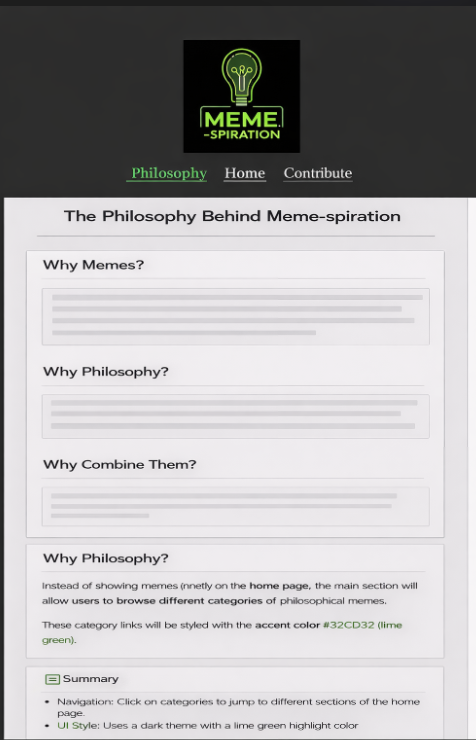 MEME
-SPIRATION
Philosophy Home Contribute
The Philosophy Behind Meme-spiration
Why Memes?
Why Philosophy?
Why Combine Them?
Why Philosophy?
Instead of showing memes on the home page, the main section will
allow users to browse different categories of philosophical memes.
These category links will be styled with the accent color #32CD32 (lime
green).
Summary
• Navigation: Click on categories to jump to different sections of the home
page.
• UI Style: Uses a dark theme with a lime green highlight color